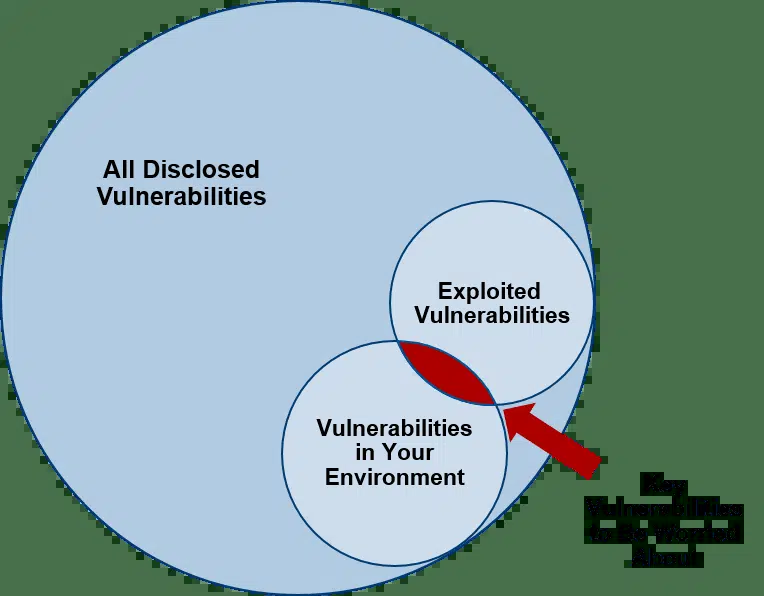 All Disclosed
Vulnerabilities
Exploited
Vulnerabilities
Vulnerabilities
in Your
Environment
Key
Vulnerabilities
to Be Worried
About